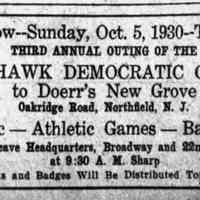 ow--Sunday, Oct. 5, 1930--T
THIRD ANNUAL OUTING OF THE
HAWK DEMOCRATIC C
to Doerr's New Grove
Oakridge Road, Northfield, N. J.
c — Athletic Games — Ba
eave Headquarters, Broadway and 22n
at 9:30 A. M. Sharp
s and Badges Will Be Distributed To